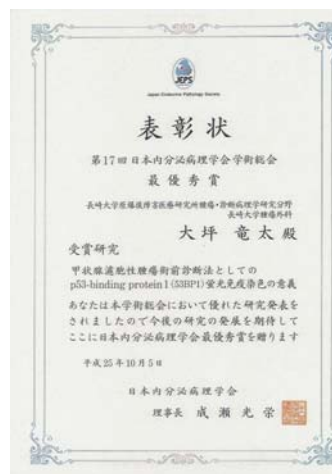 JEPS
Japan Endocrine Pathology Society
表彰状
第17回日本内分泌病理学会学術総会
最優秀賞
長崎大学原爆後障害医療研究所腫瘍・診断病理学研究分野
長崎大学腫瘍外科
大坪竜太殿
受賞研究
甲状腺濾胞性腫瘍術前診断法としての
p53-binding protein1(53BP1)蛍光免疫染色の意義
あなたは本学術総会において優れた研究発表を
されましたので今後の研究の発展を期待して
ここに日本内分泌病理学会最優秀賞を贈ります
平成25年10月5日
日本内分泌病理学会
理事長 成瀬光栄